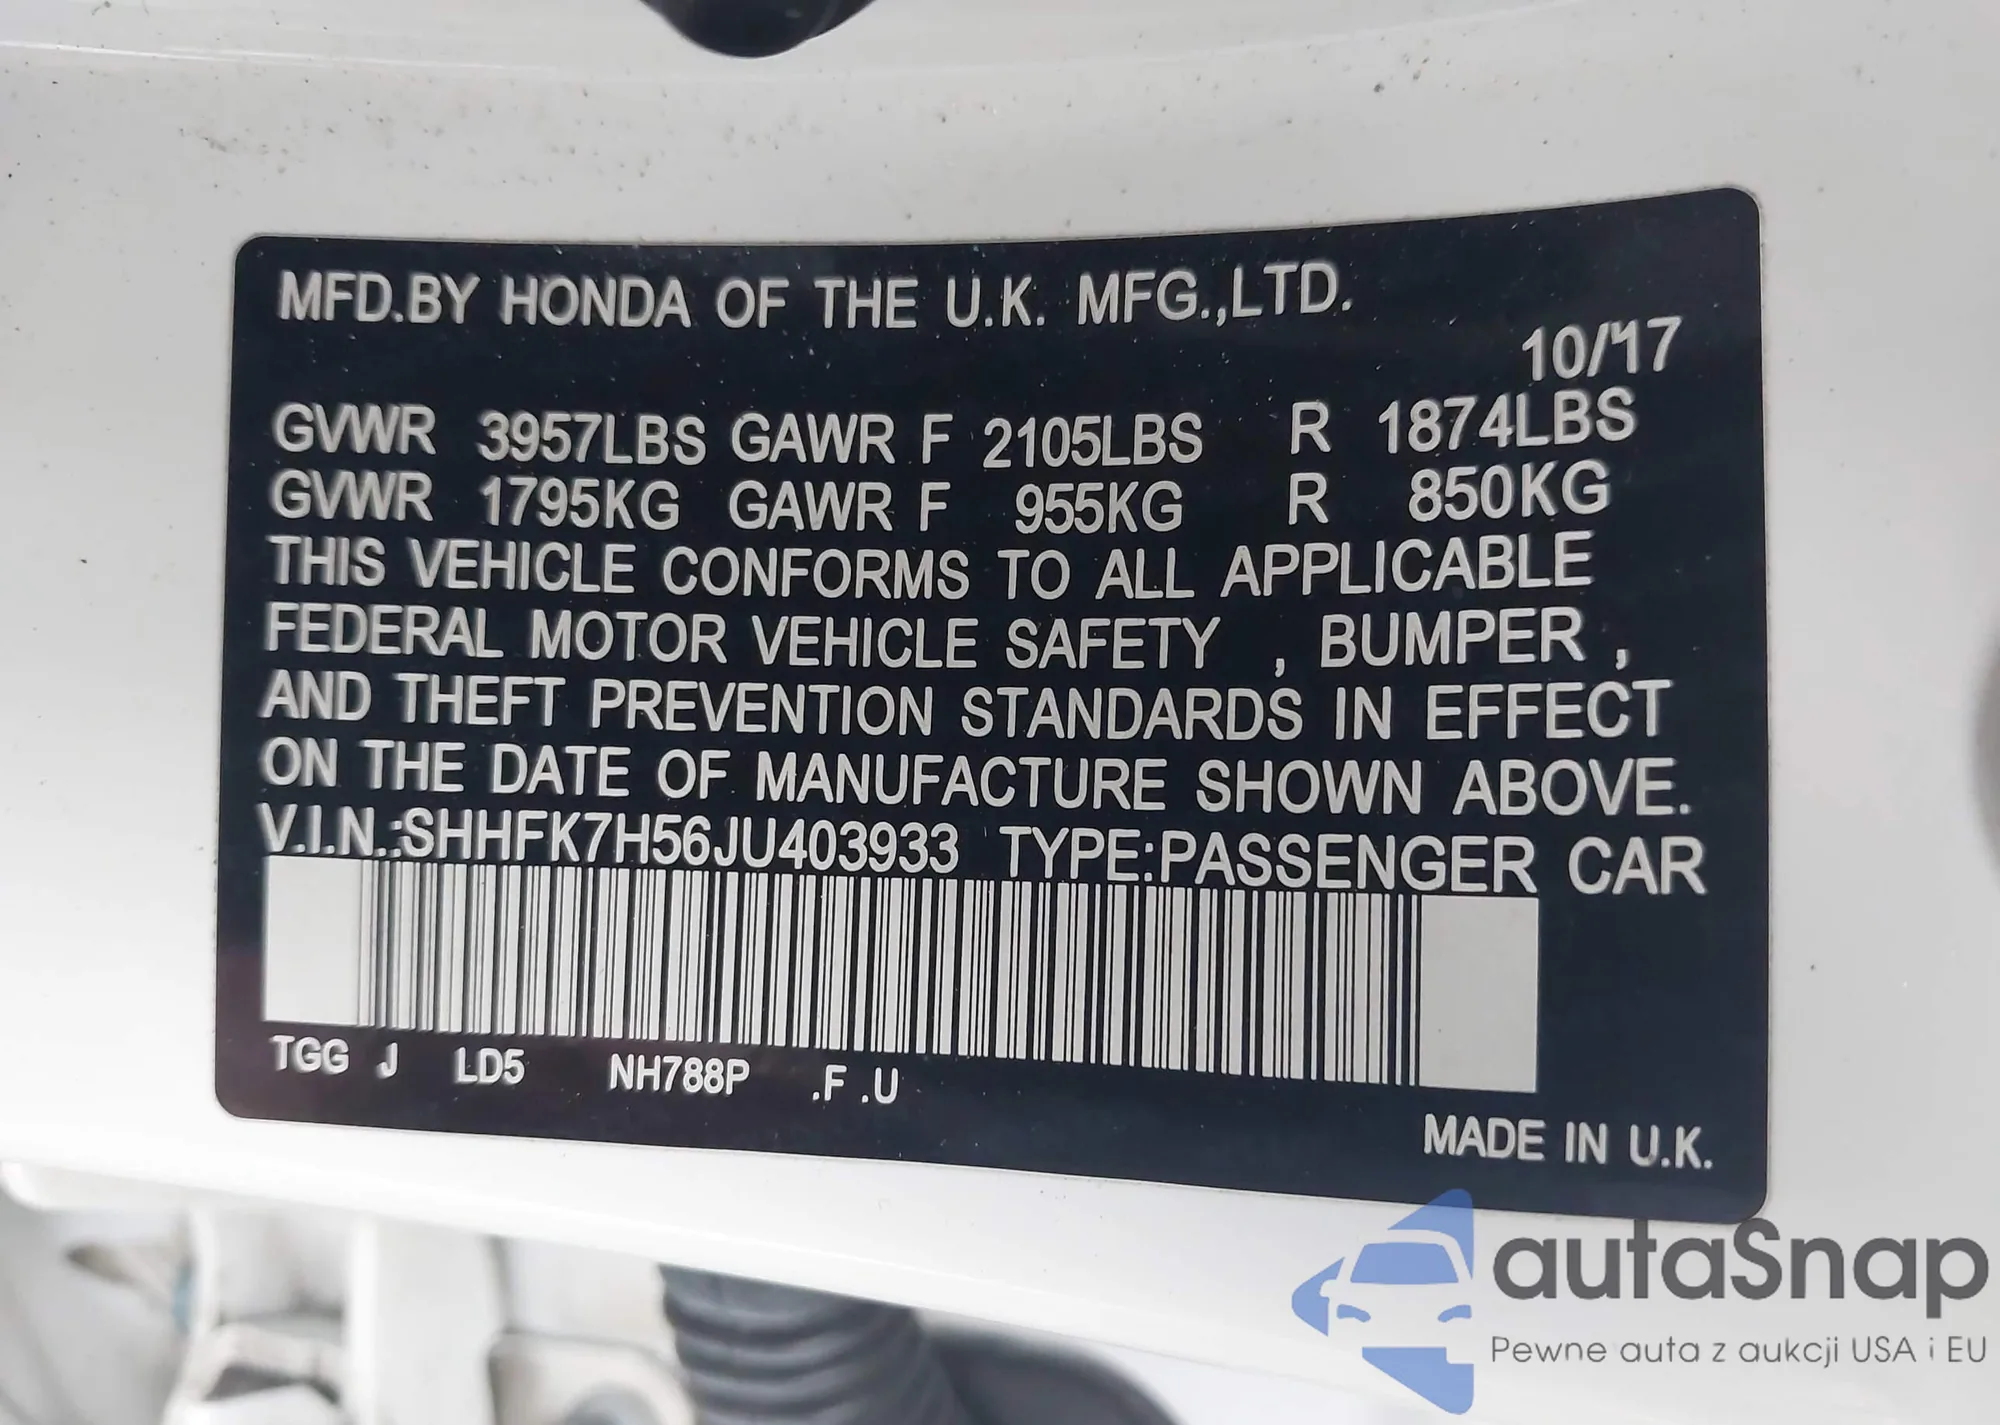 MFD.BY HONDA OF THE U.K. MFG.,LTD.
10/17
GVWR 3957LBS GAWR F 2105LBS R 1874LBS
GVWR 1795KG GAWR F 955KG R 850KG
THIS VEHICLE CONFORMS TO ALL APPLICABLE
FEDERAL MOTOR VEHICLE SAFETY , BUMPER ,
AND THEFT PREVENTION STANDARDS IN EFFECT
ON THE DATE OF MANUFACTURE SHOWN ABOVE.
V.I.N.:SHHFK7H56JU403933 TYPE:PASSENGER CAR
TGG J LD5 NH788P .F .U
MADE IN U.K.
autaSnap
Pewne auta z aukcji USA i EU